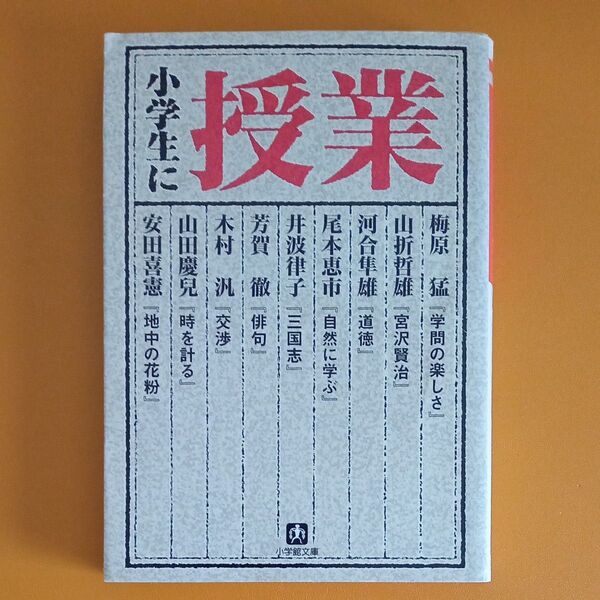 小学生に
授業
梅原 猛『学問の楽しさ』
山折哲雄『宮沢賢治』
河合隼雄『道徳』
尾本恵市『自然に学ぶ』
井波律子『三国志』
芳賀 徹『俳句』
木村 汎『交渉』
山田慶兒『時を計る』
安田喜憲『地中の花粉』
小学館文庫